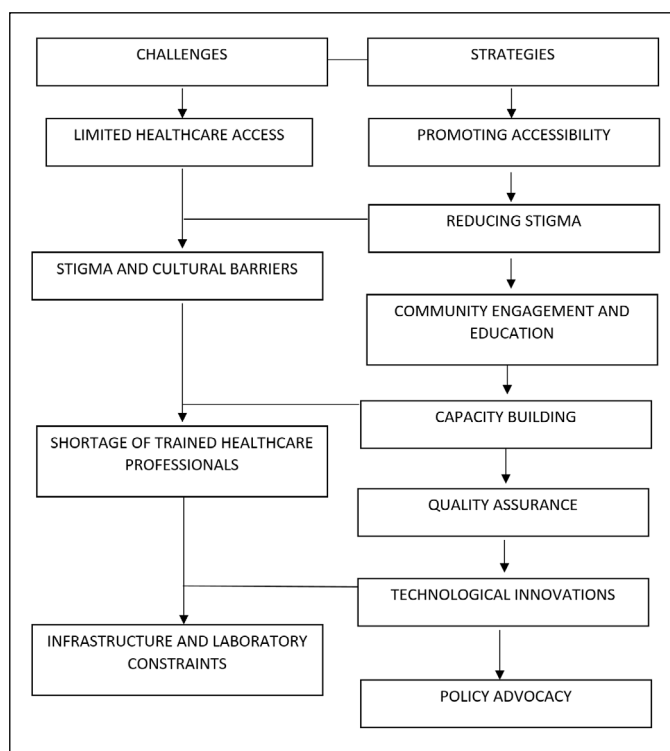 CHALLENGES
STRATEGIES
LIMITED HEALTHCARE ACCESS
PROMOTING ACCESSIBILITY
REDUCING STIGMA
STIGMA AND CULTURAL BARRIERS
COMMUNITY ENGAGEMENT AND
EDUCATION
CAPACITY BUILDING
SHORTAGE OF TRAINED HEALTHCARE
PROFESSIONALS
QUALITY ASSURANCE
TECHNOLOGICAL INNOVATIONS
INFRASTRUCTURE AND LABORATORY
CONSTRAINTS
POLICY ADVOCACY